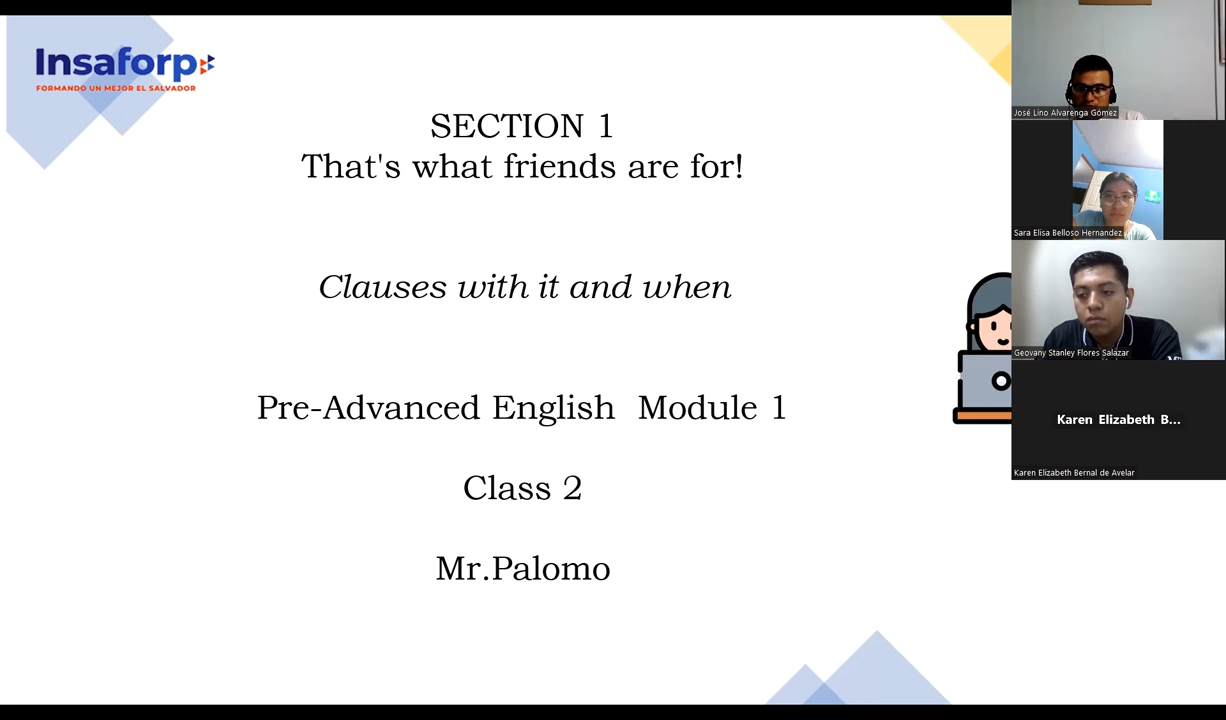 Insaforp
FORMANDO UN MEJOR EL SALVADOR
SECTION 1
That's what friends are for!
Clauses with it and when
Pre-Advanced English  Module 1
Class 2
Mr.Palomo
José Lino Alvarenga Gómez
Sara Elisa Belloso Hernandez
Geovany Stanley Flores Salazar
Karen Elizabeth B...
Karen Elizabeth Bernal de Avelar